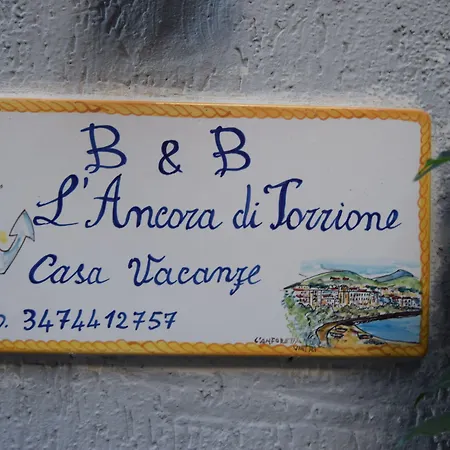 B & B
L'Ancora di Torrione
Casa Vacanze
. 3474412757